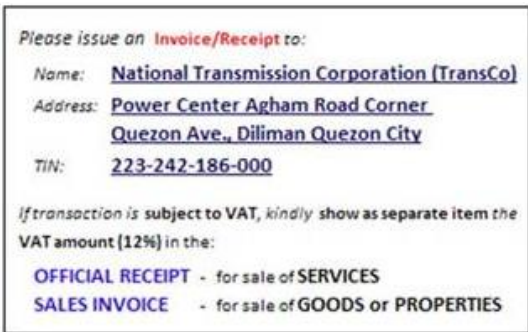 Please issue an Invoice/Receipt to:
Name: National Transmission Corporation (TransCo)
Address: Power Center Agham Road Corner
Quezon Ave., Diliman Quezon City
TIN: 223-242-186-000
If transaction is subject to VAT, kindly show as separate item the
VAT amount (12%) in the:
OFFICIAL RECEIPT - for sale of SERVICES
SALES INVOICE - for sale of GOODS or PROPERTIES